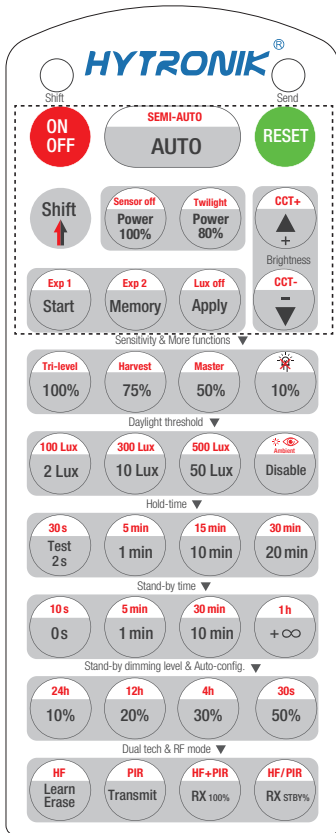 HYTRONIK®
Shift Send
ON
OFF
SEMI-AUTO
AUTO
RESET
Shift
Sensor off
Power
100%
Twilight
Power
80%
CCT+
+
Brightness
CCT-
-
Exp 1
Start
Exp 2
Memory
Lux off
Apply
Sensitivity & More functions ▼
Tri-level Harvest Master
100% 75% 50% 10%
Daylight threshold ▼
100 Lux 300 Lux 500 Lux Ambient
2 Lux 10 Lux 50 Lux Disable
Hold-time ▼
30 s 5 min 15 min 30 min
Test
2 s
1 min 10 min 20 min
Stand-by time ▼
10 s 5 min 30 min 1 h
0 s 1 min 10 min +∞
Stand-by dimming level & Auto-config. ▼
24h 12h 4h 30s
10% 20% 30% 50%
Dual tech & RF mode ▼
HF PIR HF+PIR HF/PIR
Learn
Erase
Transmit RX 100% RX STBY%